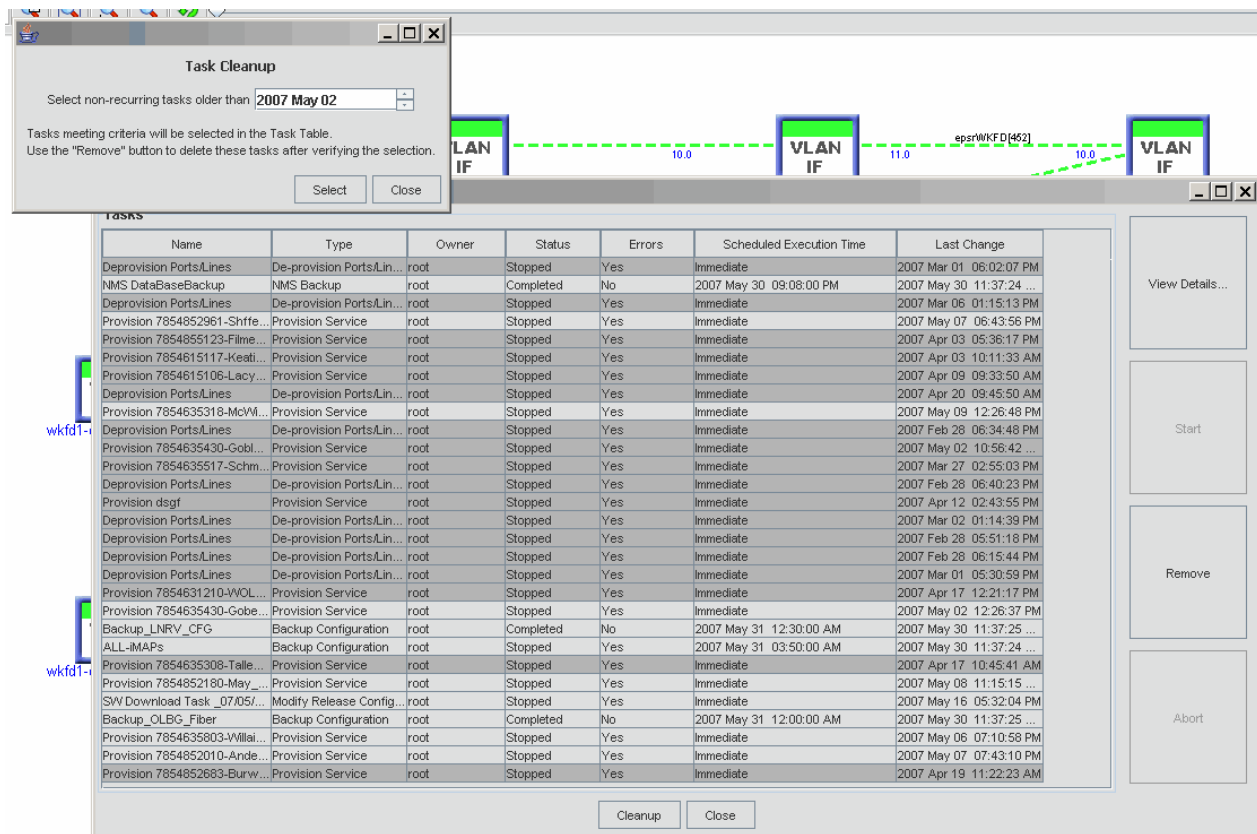 Task Cleanup
Select non-recurring tasks older than 2007 May 02
Tasks meeting criteria will be selected in the Task Table.
Use the "Remove" button to delete these tasks after verifying the selection.
Select Close
VLAN IF
10.0
VLAN IF
11.0
epsrWKFD[452]
10.0
VLAN IF
wkfd1-
wkfd1-
Tasks
Name Type Owner Status Errors Scheduled Execution Time Last Change
Deprovision Ports/Lines De-provision Ports/Lin... root Stopped Yes Immediate 2007 Mar 01 06:02:07 PM
NMS DataBaseBackup NMS Backup root Completed No 2007 May 30 09:08:00 PM 2007 May 30 11:37:24 ...
Deprovision Ports/Lines De-provision Ports/Lin... root Stopped Yes Immediate 2007 Mar 06 01:15:13 PM
Provision 7854852961-Shffe... Provision Service root Stopped Yes Immediate 2007 May 07 06:43:56 PM
Provision 7854855123-Filme... Provision Service root Stopped Yes Immediate 2007 Apr 03 05:36:17 PM
Provision 7854615117-Keati... Provision Service root Stopped Yes Immediate 2007 Apr 03 10:11:33 AM
Provision 7854615106-Lacy... Provision Service root Stopped Yes Immediate 2007 Apr 09 09:33:50 AM
Deprovision Ports/Lines De-provision Ports/Lin... root Stopped Yes Immediate 2007 Apr 20 09:45:50 AM
Provision 7854635318-McWi... Provision Service root Stopped Yes Immediate 2007 May 09 12:26:48 PM
Deprovision Ports/Lines De-provision Ports/Lin... root Stopped Yes Immediate 2007 Feb 28 06:34:48 PM
Provision 7854635430-Gobl... Provision Service root Stopped Yes Immediate 2007 May 02 10:56:42 ...
Provision 7854635517-Schm... Provision Service root Stopped Yes Immediate 2007 Mar 27 02:55:03 PM
Deprovision Ports/Lines De-provision Ports/Lin... root Stopped Yes Immediate 2007 Feb 28 06:40:23 PM
Provision dsgf Provision Service root Stopped Yes Immediate 2007 Apr 12 02:43:55 PM
Deprovision Ports/Lines De-provision Ports/Lin... root Stopped Yes Immediate 2007 Mar 02 01:14:39 PM
Deprovision Ports/Lines De-provision Ports/Lin... root Stopped Yes Immediate 2007 Feb 28 05:51:18 PM
Deprovision Ports/Lines De-provision Ports/Lin... root Stopped Yes Immediate 2007 Feb 28 06:15:44 PM
Deprovision Ports/Lines De-provision Ports/Lin... root Stopped Yes Immediate 2007 Mar 01 05:30:59 PM
Provision 7854631210-WOL... Provision Service root Stopped Yes Immediate 2007 Apr 17 12:21:17 PM
Provision 7854635430-Gobe... Provision Service root Stopped Yes Immediate 2007 May 02 12:26:37 PM
Backup_LNRV_CFG Backup Configuration root Completed No 2007 May 31 12:30:00 AM 2007 May 30 11:37:25 ...
ALL-iMAPs Backup Configuration root Stopped No 2007 May 31 03:50:00 AM 2007 May 30 11:37:24 ...
Provision 7854635308-Talle... Provision Service root Stopped Yes Immediate 2007 Apr 17 10:45:41 AM
Provision 7854852180-May_... Provision Service root Stopped Yes Immediate 2007 May 08 11:15:15 ...
SW Download Task _07/05/... Modify Release Config... root Stopped Yes Immediate 2007 May 16 05:32:04 PM
Backup_OLBG_Fiber Backup Configuration root Completed No 2007 May 31 12:00:00 AM 2007 May 30 11:37:25 ...
Provision 7854635803-Willai... Provision Service root Stopped Yes Immediate 2007 May 06 07:10:58 PM
Provision 7854852010-Ande... Provision Service root Stopped Yes Immediate 2007 May 07 07:43:10 PM
Provision 7854852683-Burw... Provision Service root Stopped Yes Immediate 2007 Apr 19 11:22:23 AM
View Details...
Start
Remove
Abort
Cleanup Close